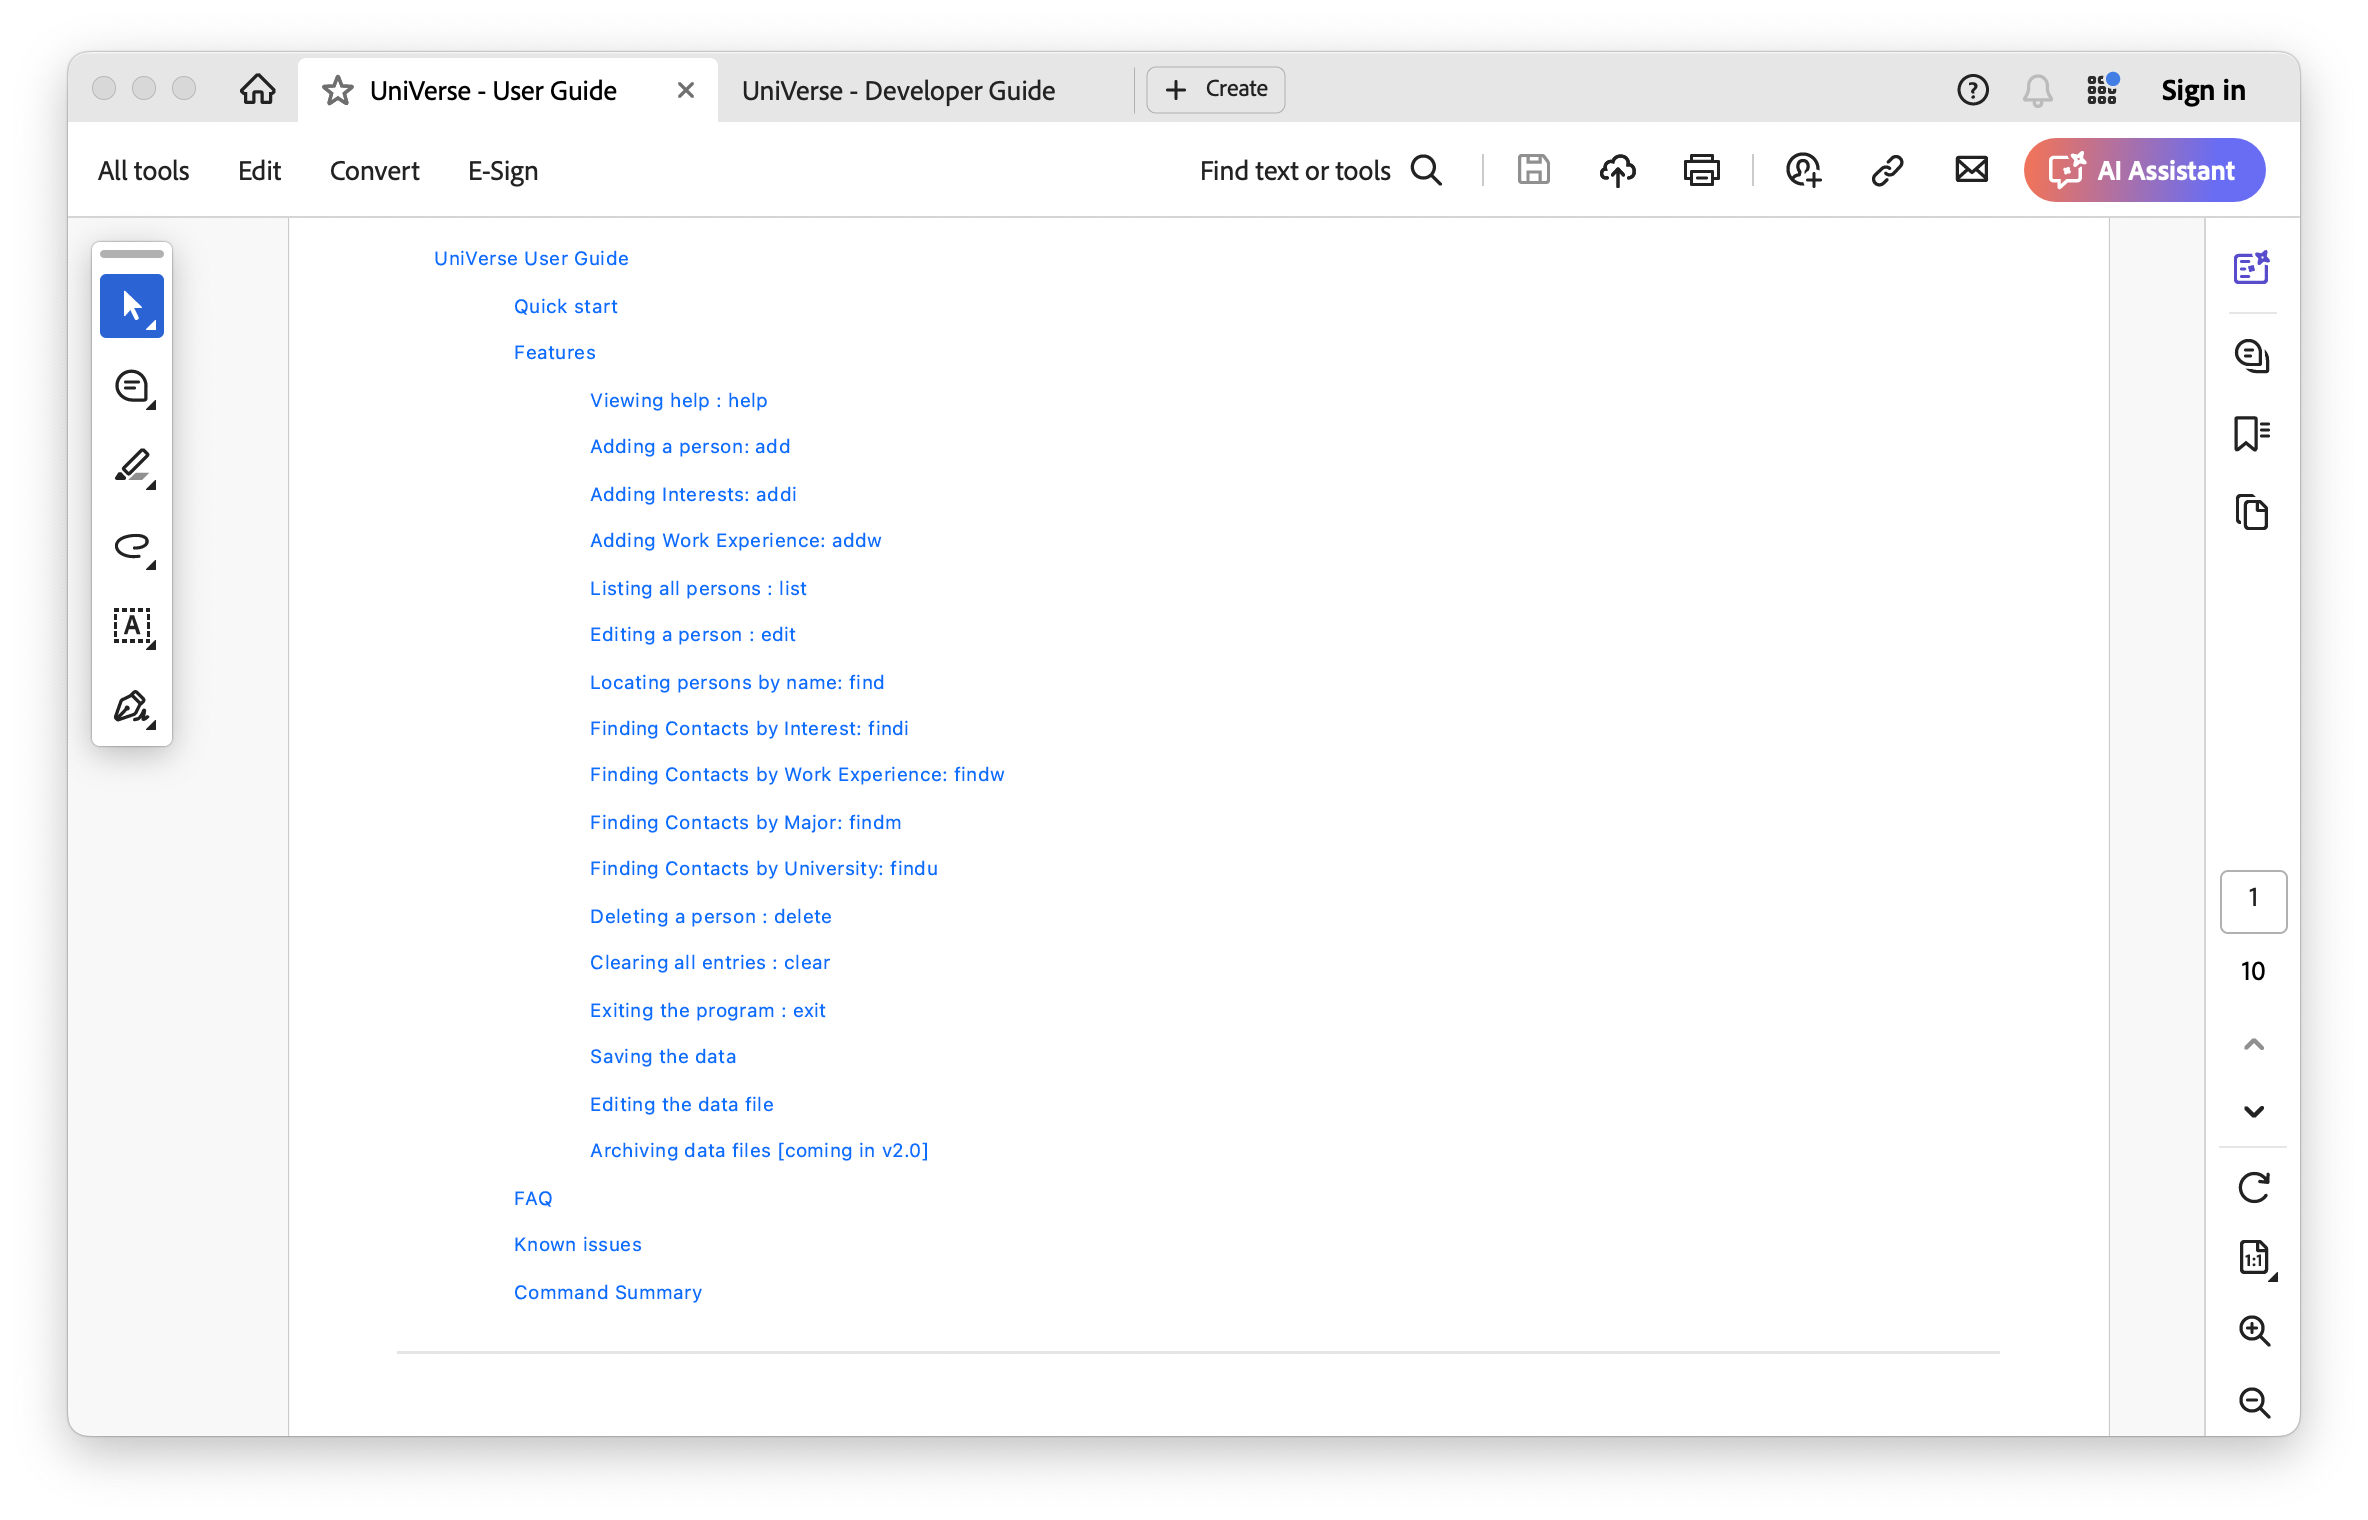 UniVerse - User Guide
UniVerse - Developer Guide
Create
Sign in
All tools
Edit
Convert
E-Sign
Find text or tools
AI Assistant
UniVerse User Guide
Quick start
Features
Viewing help : help
Adding a person: add
Adding Interests: addi
Adding Work Experience: addw
Listing all persons : list
Editing a person : edit
Locating persons by name: find
Finding Contacts by Interest: findi
Finding Contacts by Work Experience: findw
Finding Contacts by Major: findm
Finding Contacts by University: findu
Deleting a person : delete
Clearing all entries : clear
Exiting the program : exit
Saving the data
Editing the data file
Archiving data files [coming in v2.0]
FAQ
Known issues
Command Summary
A
1
10
1:1